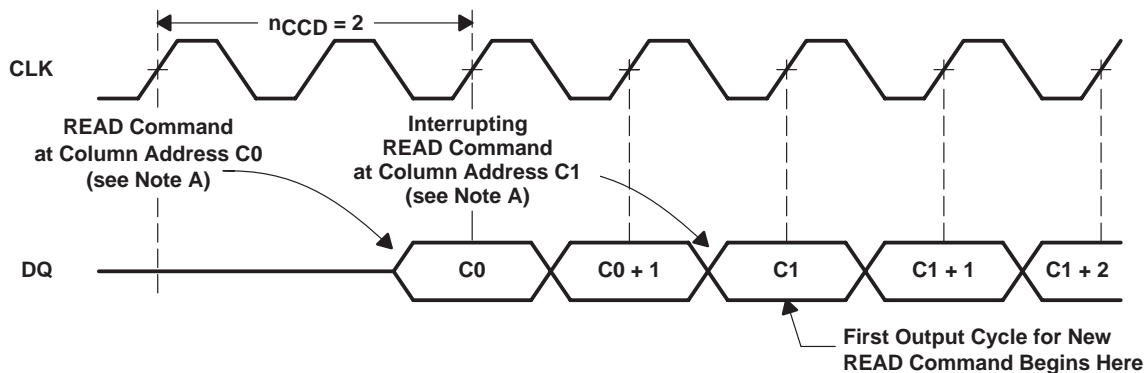 nCCD = 2
CLK
READ Command
at Column Address C0
(see Note A)
Interrupting
READ Command
at Column Address C1
(see Note A)
DQ
C0
C0 + 1
C1
C1 + 1
C1 + 2
First Output Cycle for New
READ Command Begins Here